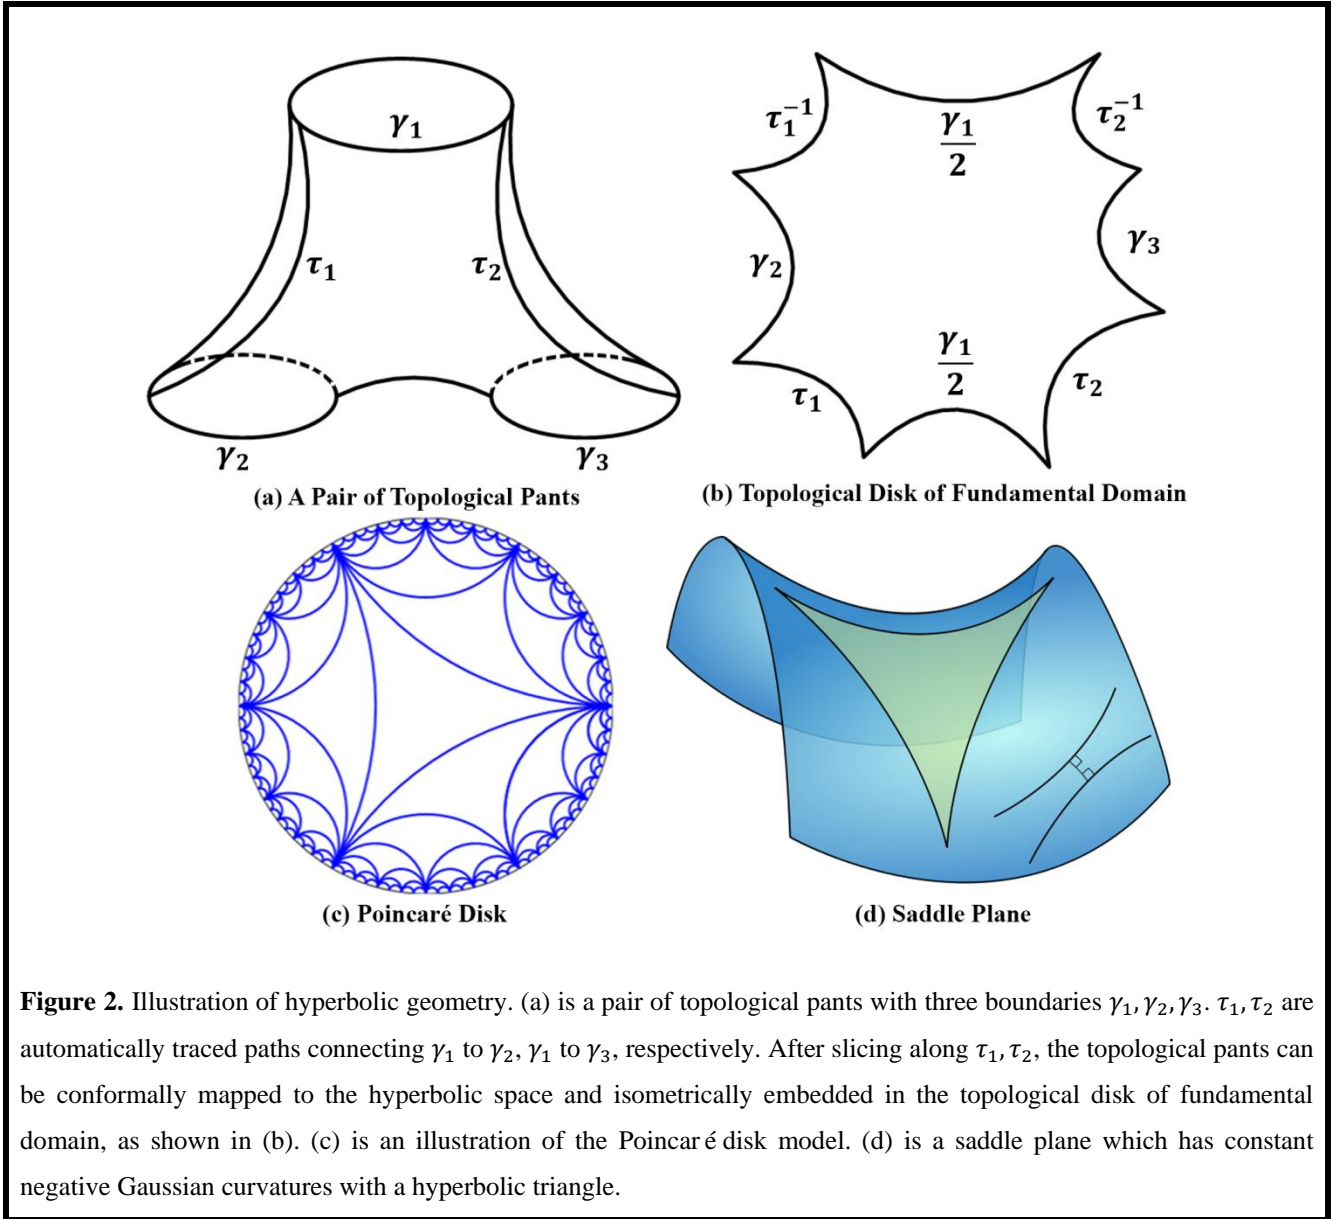 γ₁
τ₁
τ₂
γ₂
γ₃
(a) A Pair of Topological Pants
τ₁⁻¹
γ₁/2
τ₂⁻¹
γ₂
γ₃
γ₁/2
τ₁
τ₂
(b) Topological Disk of Fundamental Domain
(c) Poincaré Disk
(d) Saddle Plane
Figure 2. Illustration of hyperbolic geometry. (a) is a pair of topological pants with three boundaries γ₁, γ₂, γ₃. τ₁, τ₂ are
automatically traced paths connecting γ₁ to γ₂, γ₁ to γ₃, respectively. After slicing along τ₁, τ₂, the topological pants can
be conformally mapped to the hyperbolic space and isometrically embedded in the topological disk of fundamental
domain, as shown in (b). (c) is an illustration of the Poincaré disk model. (d) is a saddle plane which has constant
negative Gaussian curvatures with a hyperbolic triangle.